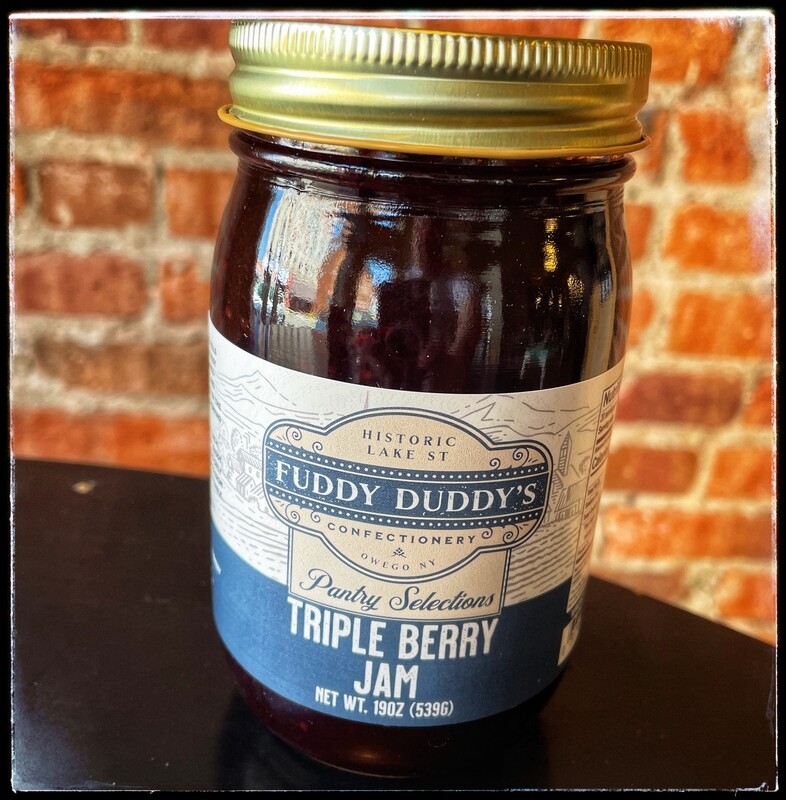 HISTORIC
LAKE ST
FUDDY DUDDY'S
CONFECTIONERY
OWEGO NY
Pantry Selections
TRIPLE BERRY
JAM
NET WT. 19OZ (539G)